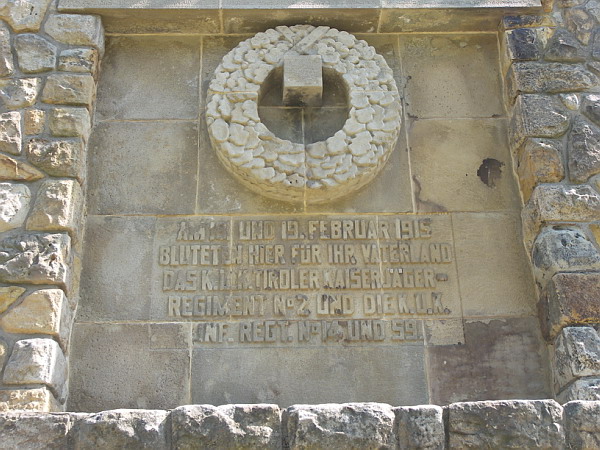 AM 18. UND 19. FEBRUAR 1915
BLUTETEN HIER FÜR IHR VATERLAND
DAS K.U.K. TIROLER KAISERJÄGER-
REGIMENT No 2 UND DIE K.U.K.
INF. REGT. No 14 UND 59